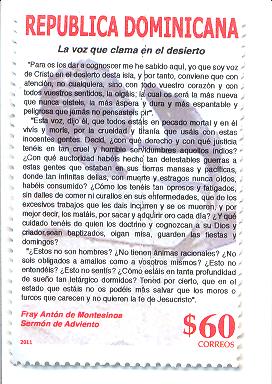 REPUBLICA DOMINICANA
La voz que clama en el desierto
"Para os los dar a cognoscer me he sabido aquí, yo que soy voz
de Cristo en el desierto desta isla, y por tanto, conviene que con
atención, no cualquiera, sino con todo vuestro corazón y con
todos vuestros sentidos, la oigáis; la cual os será la más nueva
que nunca oísteis, la más áspera y dura y más espantable y
peligrosa que jamás no pensasteis oír".
"Esta voz, dijo él, que todos estáis en pecado mortal y en él
vivís y morís, por la crueldad y tiranía que usáis con estas
inocentes gentes. Decid, ¿con qué derecho y con qué justicia
tenéis en tan cruel y horrible servidumbre aquellos indios?
¿Con qué auctoridad habéis hecho tan detestables guerras a
estas gentes que estaban en sus tierras mansas y pacíficas,
donde tan infinitas dellas, con muerte y estragos nunca oídos,
habéis consumido? ¿Cómo los tenéis tan opresos y fatigados,
sin dalles de comer ni curallos en sus enfermedades, que de los
excesivos trabajos que les dais incurren y se os mueren y por
mejor decir, los matáis, por sacar y adquirir oro cada día? ¿Y qué
cuidado tenéis de quien los doctrine y cognozcan a su Dios y
criador, sean baptizados, oigan misa, guarden las fiestas y
domingos?
"¿Estos no son hombres? ¿No tienen ánimas racionales? ¿No
sois obligados a amallos como a vosotros mismos? ¿Esto no
entendéis? ¿Esto no sentís? ¿Cómo estáis en tanta profundidad
de sueño tan letárgico dormidos? Tened por cierto, que en el
estado que estáis no os podéis más salvar que los moros o
turcos que carecen y no quieren la fe de Jesucristo".
Fray Antón de Montesinos
Sermón de Adviento
$60
2011
CORREOS